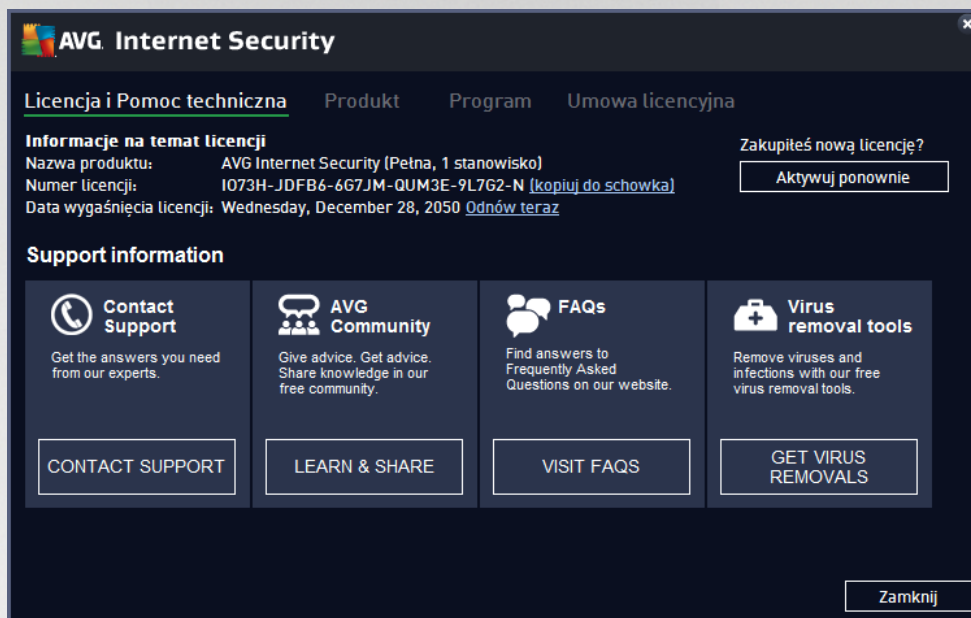 AVG. Internet Security
Licencja i Pomoc techniczna Produkt Program Umowa licencyjna
Informacje na temat licencji
Nazwa produktu: AVG Internet Security (Pełna, 1 stanowisko)
Numer licencji: IO73H-JDFB6-6G7JM-QUM3E-9L7G2-N (kopiuj do schowka)
Data wygaśnięcia licencji: Wednesday, December 28, 2050 Odnów teraz
Zakupiłeś nową licencję?
Aktywuj ponownie
Support information
Contact
Support
Get the answers you need
from our experts.
CONTACT SUPPORT
AVG
Community
Give advice. Get advice.
Share knowledge in our
free community.
LEARN & SHARE
FAQs
Find answers to
Frequently Asked
Questions on our website.
VISIT FAQS
Virus
removal tools
Remove viruses and
infections with our free
virus removal tools.
GET VIRUS
REMOVALS
Zamknij